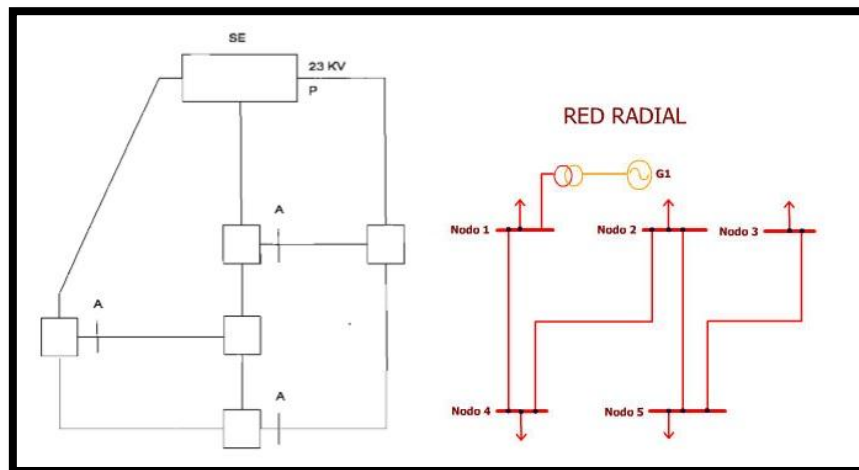 SE
23 KV
P
A
A
A
RED RADIAL
G1
Nodo 1
Nodo 2
Nodo 3
Nodo 4
Nodo 5